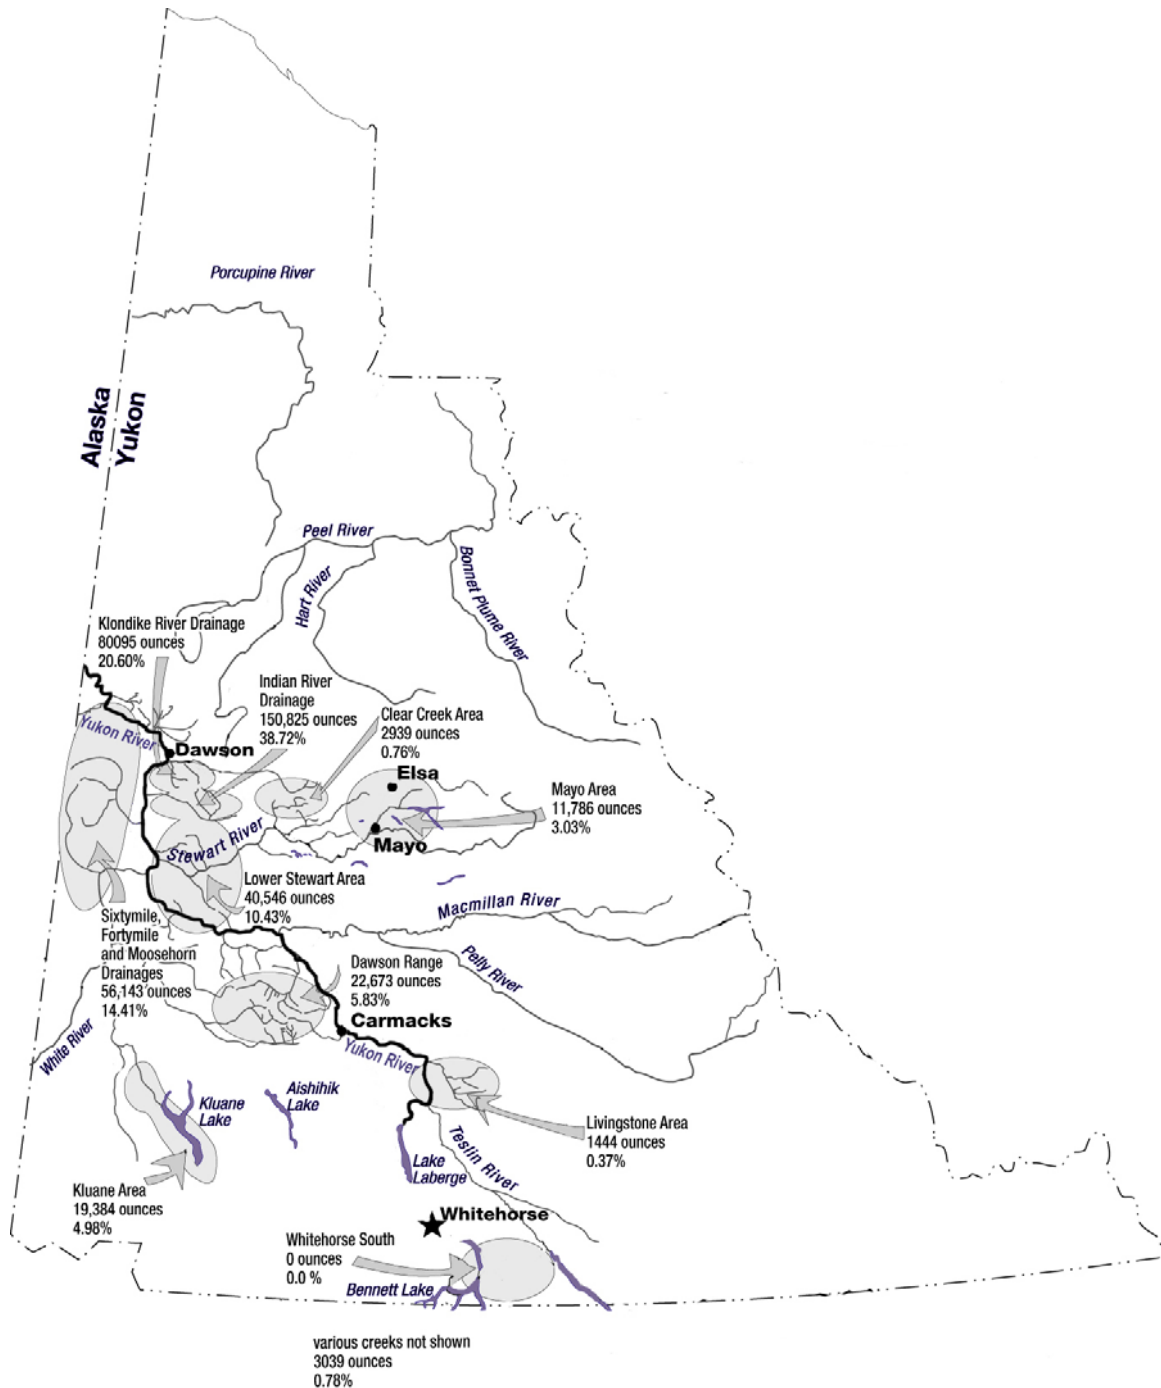 Porcupine River
Alaska
Yukon
Peel River
Hart River
Bonnet Plume River
Klondike River Drainage
80095 ounces
20.60%
Indian River
Drainage
150,825 ounces
38.72%
Clear Creek Area
2939 ounces
0.76%
Yukon River
Dawson
Elsa
Mayo Area
11,786 ounces
3.03%
Stewart River
Mayo
Lower Stewart Area
40,546 ounces
10.43%
Macmillan River
Sixtymile,
Fortymile
and Moosehorn
Drainages
56,143 ounces
14.41%
Dawson Range
22,673 ounces
5.83%
Pelly River
Carmacks
White River
Yukon River
Kluane
Lake
Aishihik
Lake
Livingstone Area
1444 ounces
0.37%
Teslin River
Lake
Laberge
Kluane Area
19,384 ounces
4.98%
Whitehorse
Whitehorse South
0 ounces
0.0 %
Bennett Lake
various creeks not shown
3039 ounces
0.78%